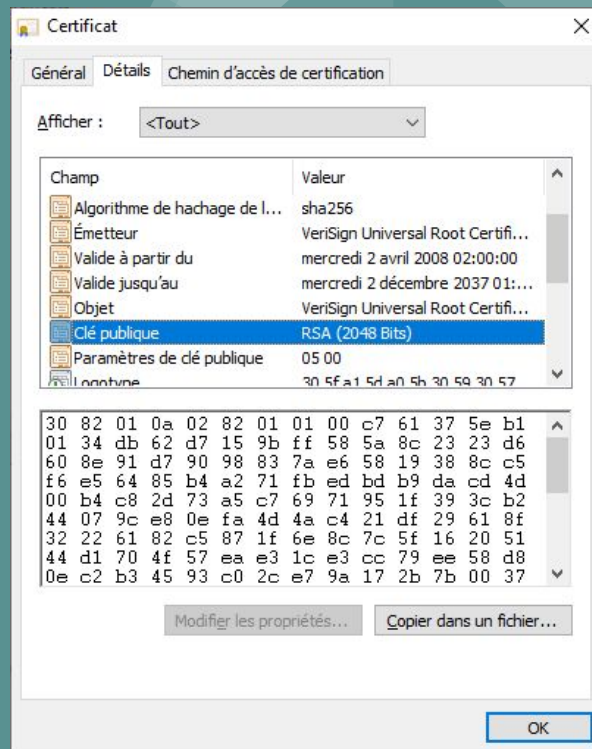 Certificat
Général Détails Chemin d'accès de certification
Afficher : <Tout>
Champ Valeur
Algorithme de hachage de l... sha256
Émetteur VeriSign Universal Root Certifi...
Valide à partir du mercredi 2 avril 2008 02:00:00
Valide jusqu'au mercredi 2 décembre 2037 01:...
Objet VeriSign Universal Root Certifi...
Clé publique RSA (2048 Bits)
Paramètres de clé publique 05 00
Logotype 30 5f a1 5d a0 5b 30 59 30 57
30 82 01 0a 02 82 01 01 00 c7 61 37 5e b1
01 34 db 62 d7 15 9b ff 58 5a 8c 23 23 d6
60 8e 91 d7 90 98 83 7a e6 58 19 38 8c c5
f6 e5 64 85 b4 a2 71 fb ed bd b9 da cd 4d
00 b4 c8 2d 73 a5 c7 69 71 95 1f 39 3c b2
44 07 9c e8 0e fa 4d 4a c4 21 df 29 61 8f
32 22 61 82 c5 87 1f 6e 8c 7c 5f 16 20 51
44 d1 70 4f 57 ea e3 1c e3 cc 79 ee 58 d8
0e c2 b3 45 93 c0 2c e7 9a 17 2b 7b 00 37
Modifier les propriétés... Copier dans un fichier...
OK